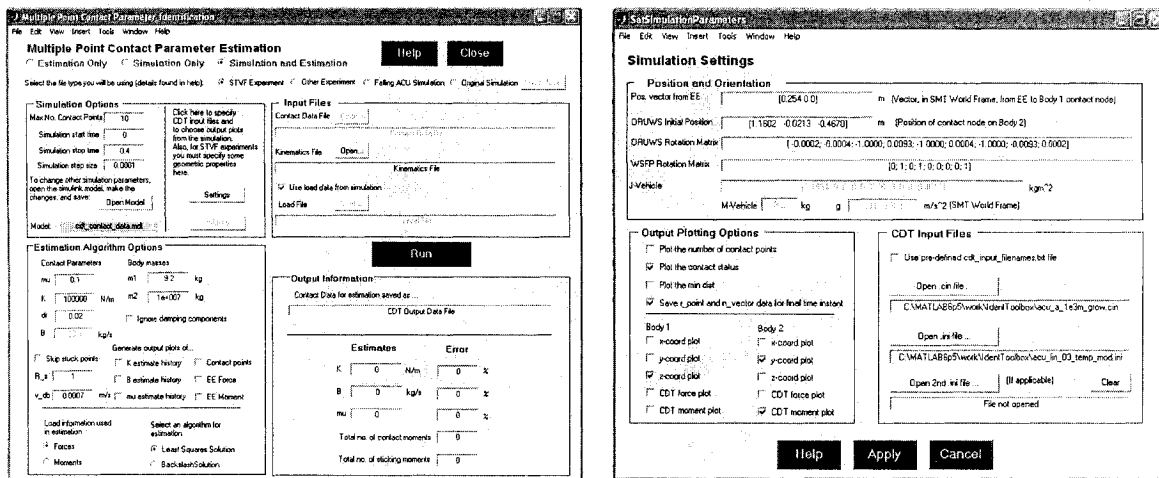 Multiple Point Contact Parameter Identification
File Edit View Insert Tools Window Help
Multiple Point Contact Parameter Estimation
Help
Close
Estimation Only
Simulation Only
Simulation and Estimation
Select the file type you will be using (details found in help).
STVF Experiment
Other Experiment
Falling ACU Simulation
Original Simulation
Simulation Options
Max No. Contact Points 10
Simulation start time 0
Simulation stop time 0.4
Simulation step size 0.0001
To change other simulation parameters,
open the simulink model, make the
changes, and save:
Open Model
Model: cdt_contact_data.mdl
Click here to specify
CDT input files and
to choose output plots
from the simulation.
Also, for STVF experiments
you must specify some
geometric properties
here.
Settings
Input Files
Contact Data File
Kinematics File
Open...
Kinematics File
Use load data from simulation
Load File
Load File
Run
Estimation Algorithm Options
Contact Parameters
Body masses
mu 0.1
m1 9.2 kg
K 100000 N/m
m2 1e+007 kg
dt 0.02
Ignore damping components
B kg/s
Generate output plots of...
Skip stuck points
K estimate history
Contact points
R_s 1
B estimate history
EE Force
v_db 0.0007 m/s
mu estimate history
EE Moment
Load information used
in estimation
Forces
Moments
Select an algorithm for
estimation
Least Squares Solution
BackslashSolution
Output Information
Contact Data for estimation saved as ...
CDT Output Data File
Estimates
Error
K 0 N/m 0 %
B 0 kg/s 0 %
mu 0 0 %
Total no. of contact moments 0
Total no. of sticking moments 0
SetSimulationParameters
File Edit View Insert Tools Window Help
Simulation Settings
Position and Orientation
Pos. vector from EE [0.254 0 0] m (Vector, in SMT World Frame, from EE to Body 1 contact node)
ORUWS Initial Position [1.1602 -0.0213 -0.4670] m (Position of contact node on Body 2)
ORUWS Rotation Matrix [-0.0002; -0.0004; -1.0000; 0.0093; -1.0000; 0.0004; -1.0000; -0.0093; 0.0002]
WSFP Rotation Matrix [0; 1; 0; 1; 0; 0; 0; 0; 1]
J-Vehicle kgm^2
M-Vehicle kg g m/s^2 (SMT World Frame)
Output Plotting Options
Plot the number of contact points
Plot the contact status
Plot the min dist
Save r_point and n_vector data for final time instant
Body 1
x-coord plot
y-coord plot
z-coord plot
CDT force plot
CDT moment plot
Body 2
x-coord plot
y-coord plot
z-coord plot
CDT force plot
CDT moment plot
CDT Input Files
Use pre-defined cdt_input_filenames.txt file
Open .cin file ..
C:\MATLAB6p5\work\IdentToolbox\acu_a_1e3m_grow.cin
Open .ini file ...
C:\MATLAB6p5\work\IdentToolbox\acu_lin_03_temp_mod.ini
Open 2nd .ini file ...
(If applicable)
Clear
File not opened
Help
Apply
Cancel